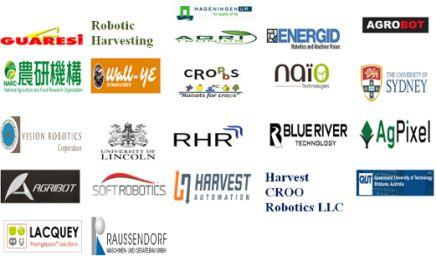 WAGENINGEN UR
For quality of life
GUARESI
Robotic
Harvesting
AGRI
ENERGID
Robotics and Machine Vision
AGROBOT
NARO
農研機構
National Agriculture and Food Research Organization
Wall-YE
CROPS
"Robots for crops"
naïo
Technologies
THE UNIVERSITY OF
SYDNEY
VISION ROBOTICS
Corporation
UNIVERSITY OF
LINCOLN
RHR
BLUE RIVER
TECHNOLOGY
AgPixel
AGRIBOT
SOFT ROBOTICS
HARVEST
AUTOMATION
Harvest
CROO
Robotics LLC
QUT
Queensland University of Technology
Brisbane, Australia
LACQUEY
freshgripper™ solutions
RAUSSENDORF
MASCHINEN- UND GERÄTEBAU GMBH